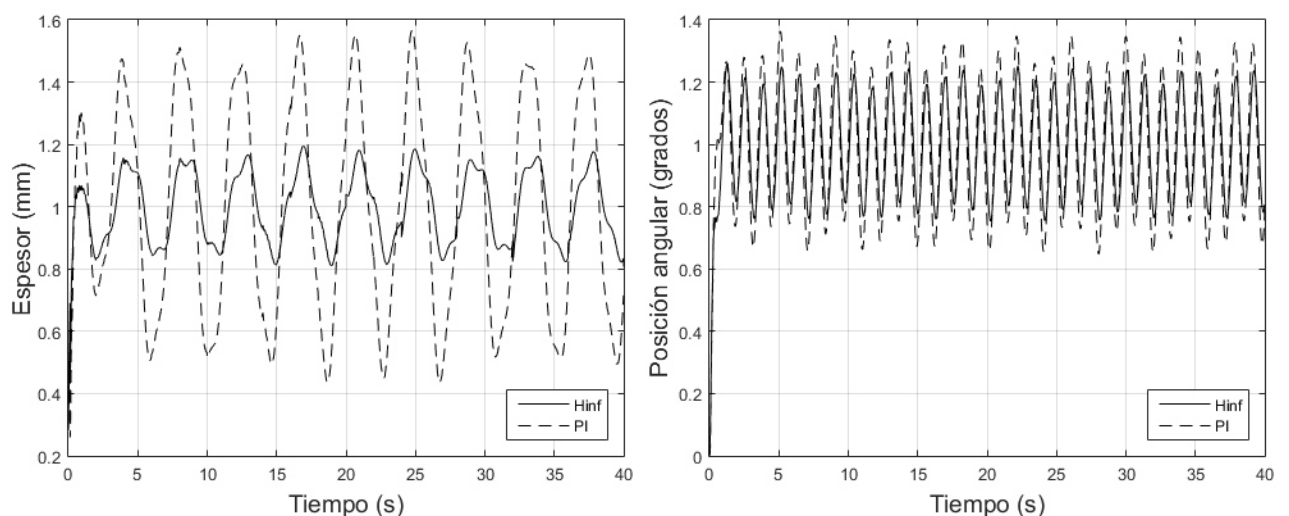 Espesor (mm)
1.6
1.4
1.2
1
0.8
0.6
0.4
0.2
0 5 10 15 20 25 30 35 40
Tiempo (s)
Hinf
PI
Posición angular (grados)
1.4
1.2
1
0.8
0.6
0.4
0.2
0
0 5 10 15 20 25 30 35 40
Tiempo (s)
Hinf
PI